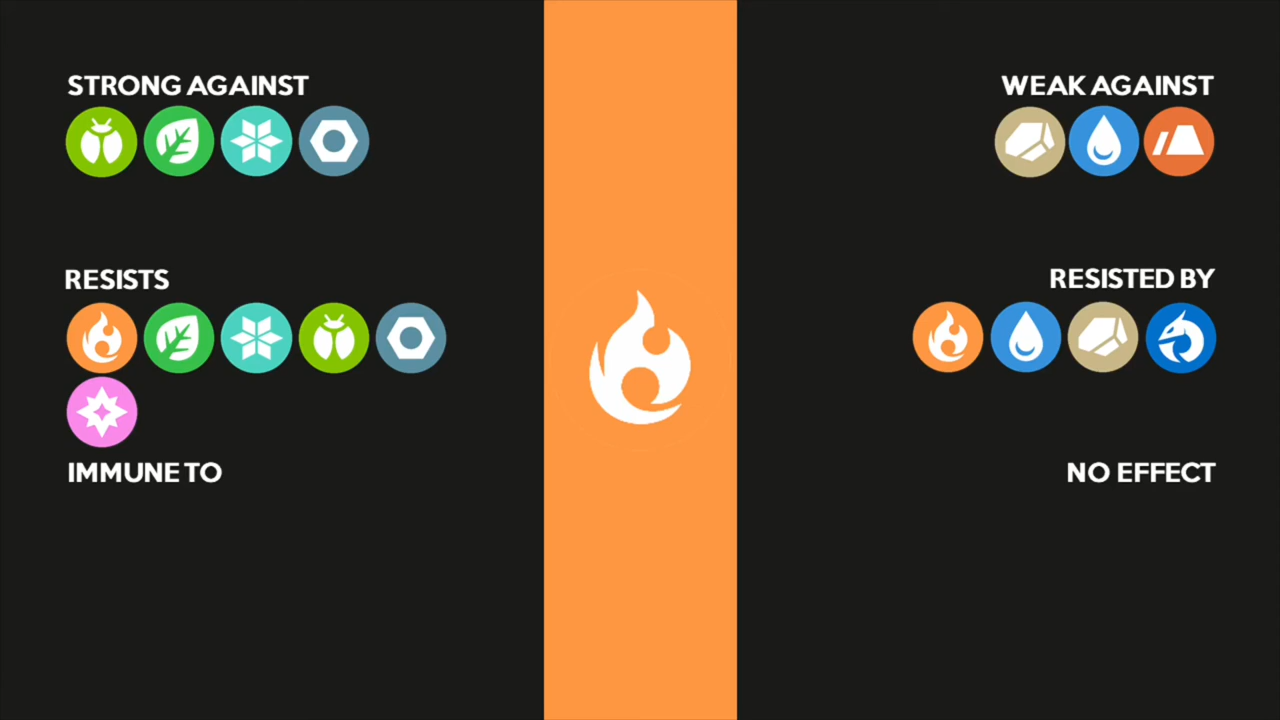 STRONG AGAINST
WEAK AGAINST
RESISTS
RESISTED BY
IMMUNE TO
NO EFFECT